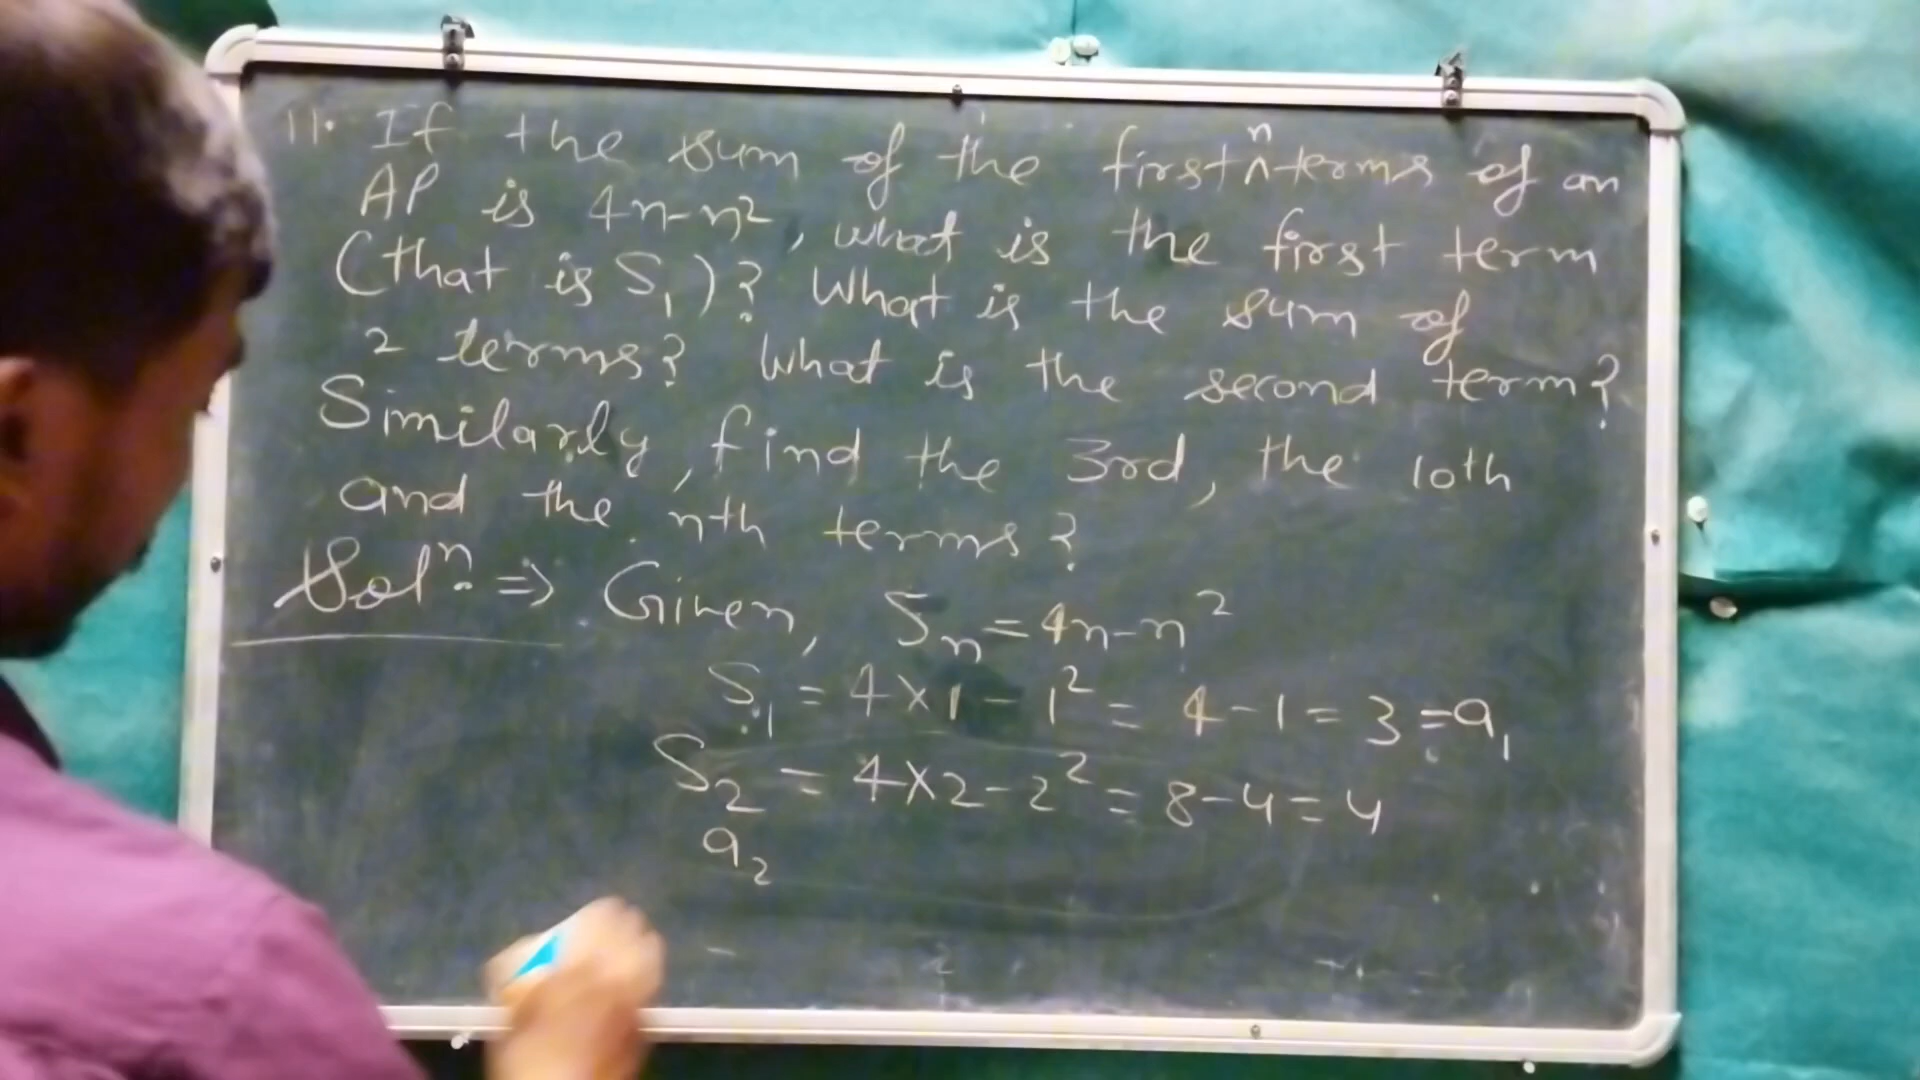 11. If the sum of the first n terms of an
AP is 4n-n², what is the first term
(that is S₁)? What is the sum of
2 terms? What is the second term?
Similarly, find the 3rd, the 10th
and the nth terms?
Solⁿ. => Given, Sₙ = 4n-n²
S₁ = 4×1-1² = 4-1 = 3 = a₁
S₂ = 4×2-2² = 8-4 = 4
a₂